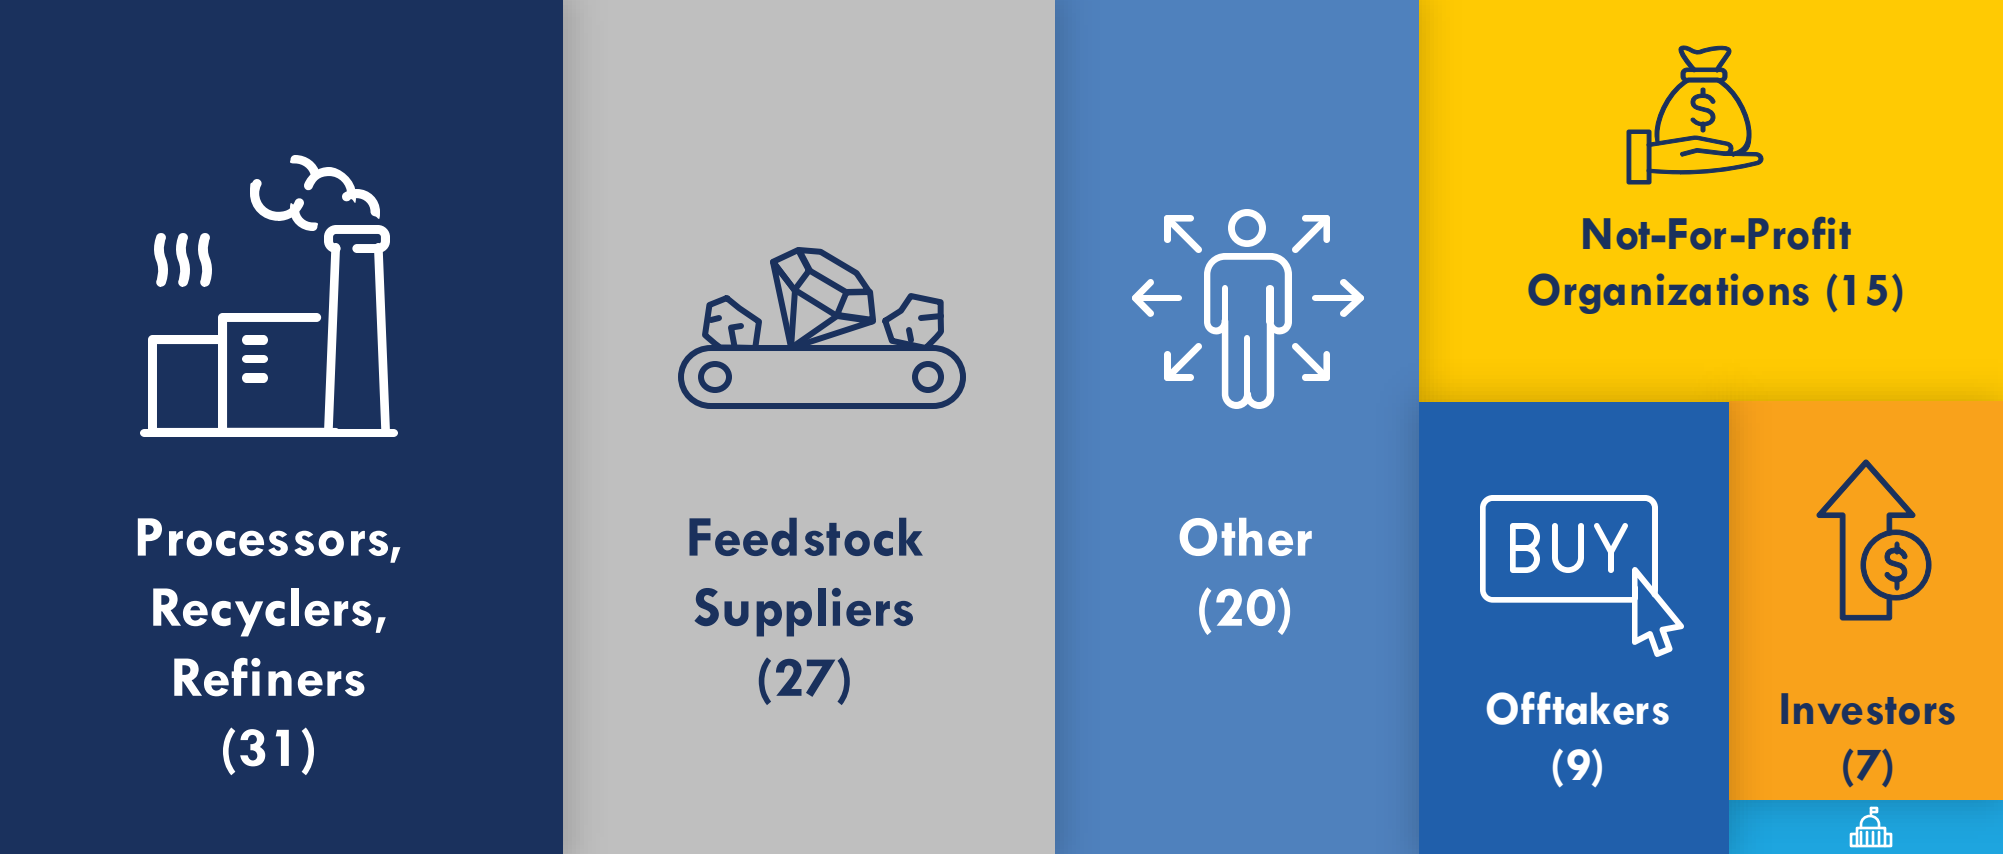 Processors,
Recyclers,
Refiners
(31)
Feedstock
Suppliers
(27)
Other
(20)
$
Not-For-Profit
Organizations (15)
BUY
Offtakers
(9)
$
Investors
(7)